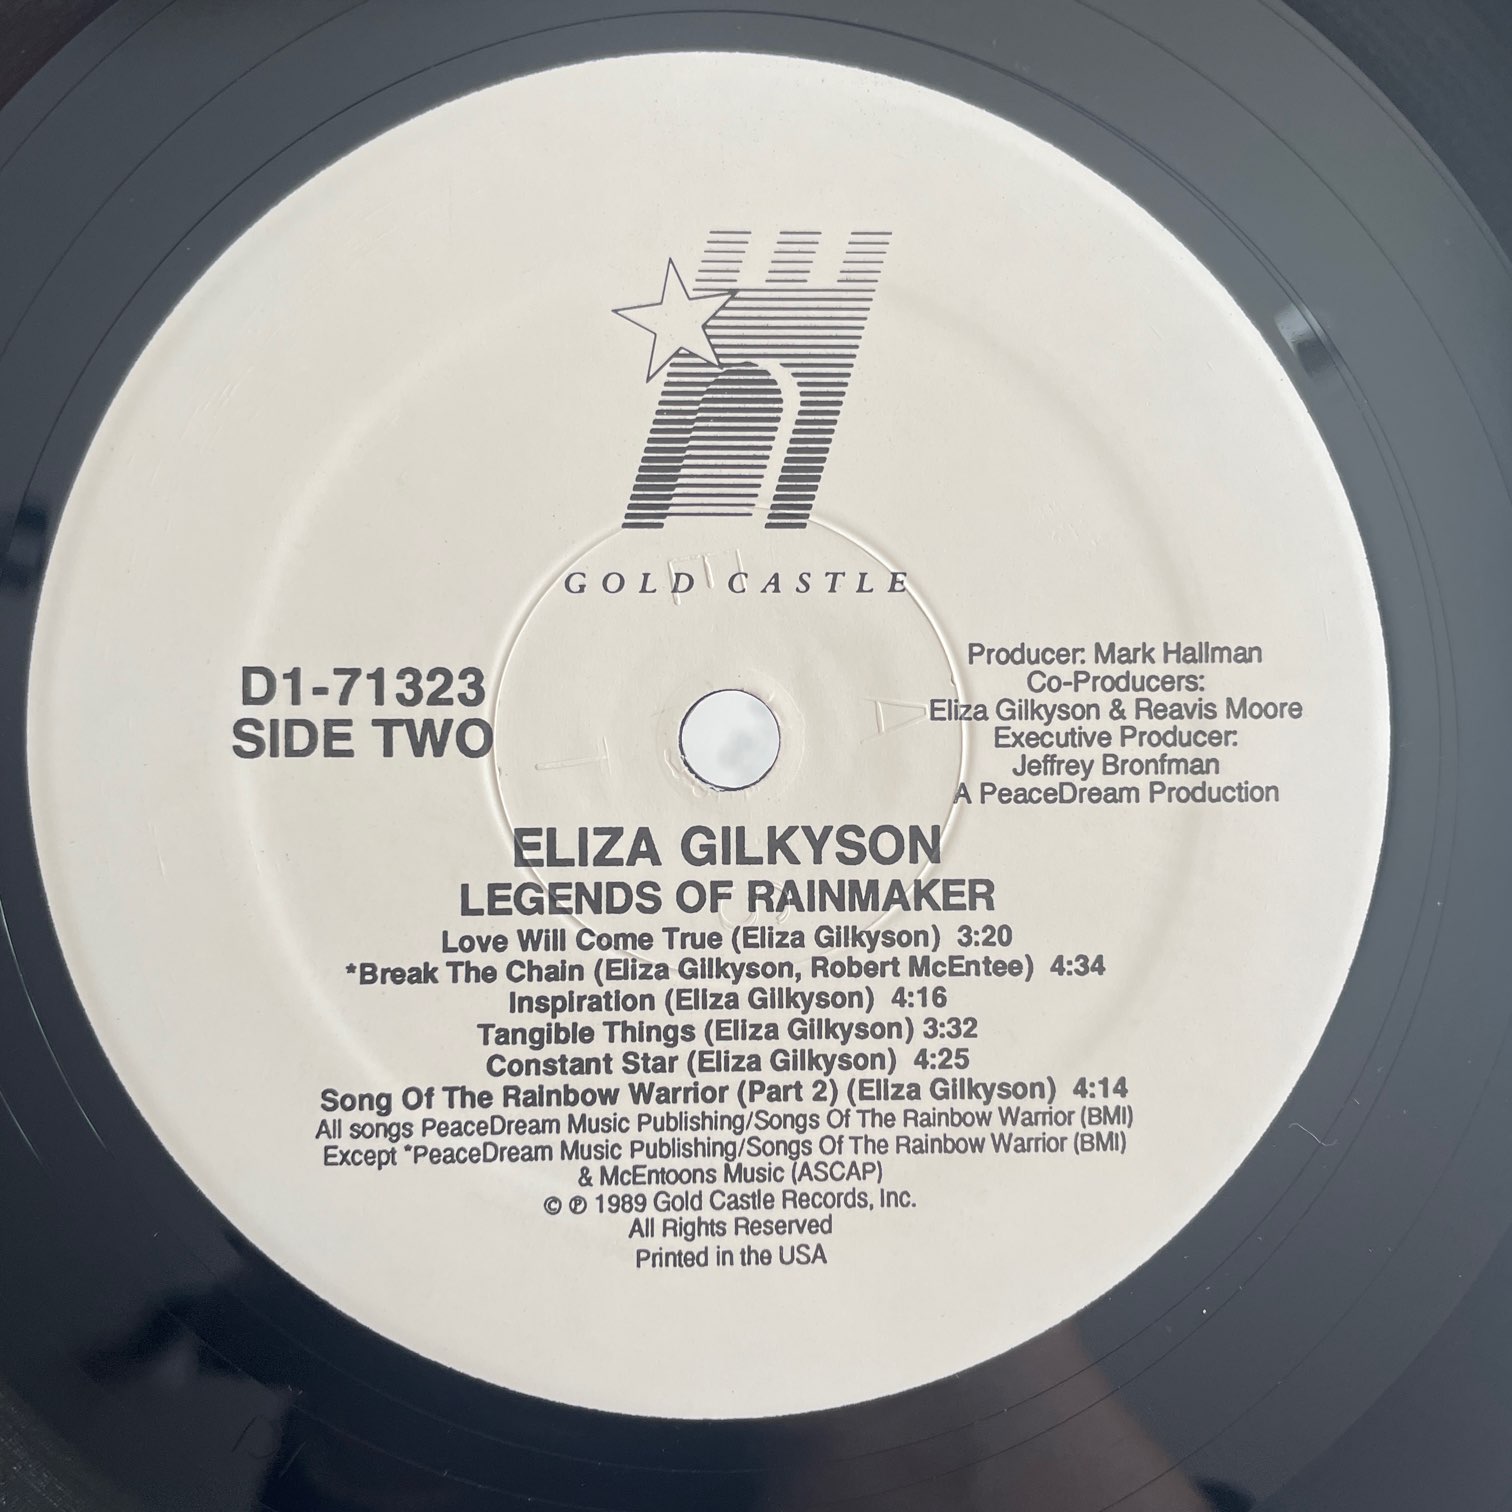 GOLD CASTLE
D1-71323
SIDE TWO
Producer: Mark Hallman
Co-Producers:
Eliza Gilkyson & Reavis Moore
Executive Producer:
Jeffrey Bronfman
A PeaceDream Production
ELIZA GILKYSON
LEGENDS OF RAINMAKER
Love Will Come True (Eliza Gilkyson) 3:20
*Break The Chain (Eliza Gilkyson, Robert McEntee) 4:34
Inspiration (Eliza Gilkyson) 4:16
Tangible Things (Eliza Gilkyson) 3:32
Constant Star (Eliza Gilkyson) 4:25
Song Of The Rainbow Warrior (Part 2) (Eliza Gilkyson) 4:14
All songs PeaceDream Music Publishing/Songs Of The Rainbow Warrior (BMI)
Except *PeaceDream Music Publishing/Songs Of The Rainbow Warrior (BMI)
& McEntoons Music (ASCAP)
© ℗ 1989 Gold Castle Records, Inc.
All Rights Reserved
Printed in the USA